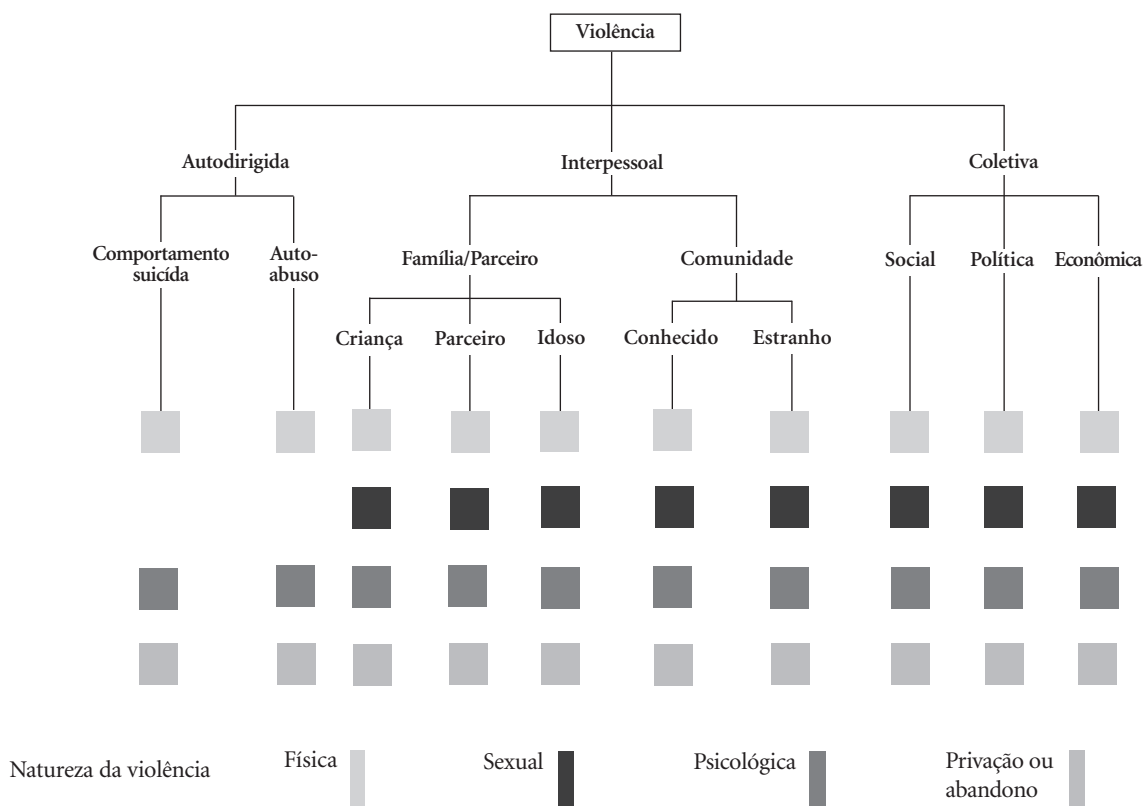 Violência
Autodirigida
Interpessoal
Coletiva
Comportamento
suicída
Auto-
abuso
Família/Parceiro
Comunidade
Social
Política
Econômica
Criança
Parceiro
Idoso
Conhecido
Estranho
Natureza da violência
Física
Sexual
Psicológica
Privação ou
abandono